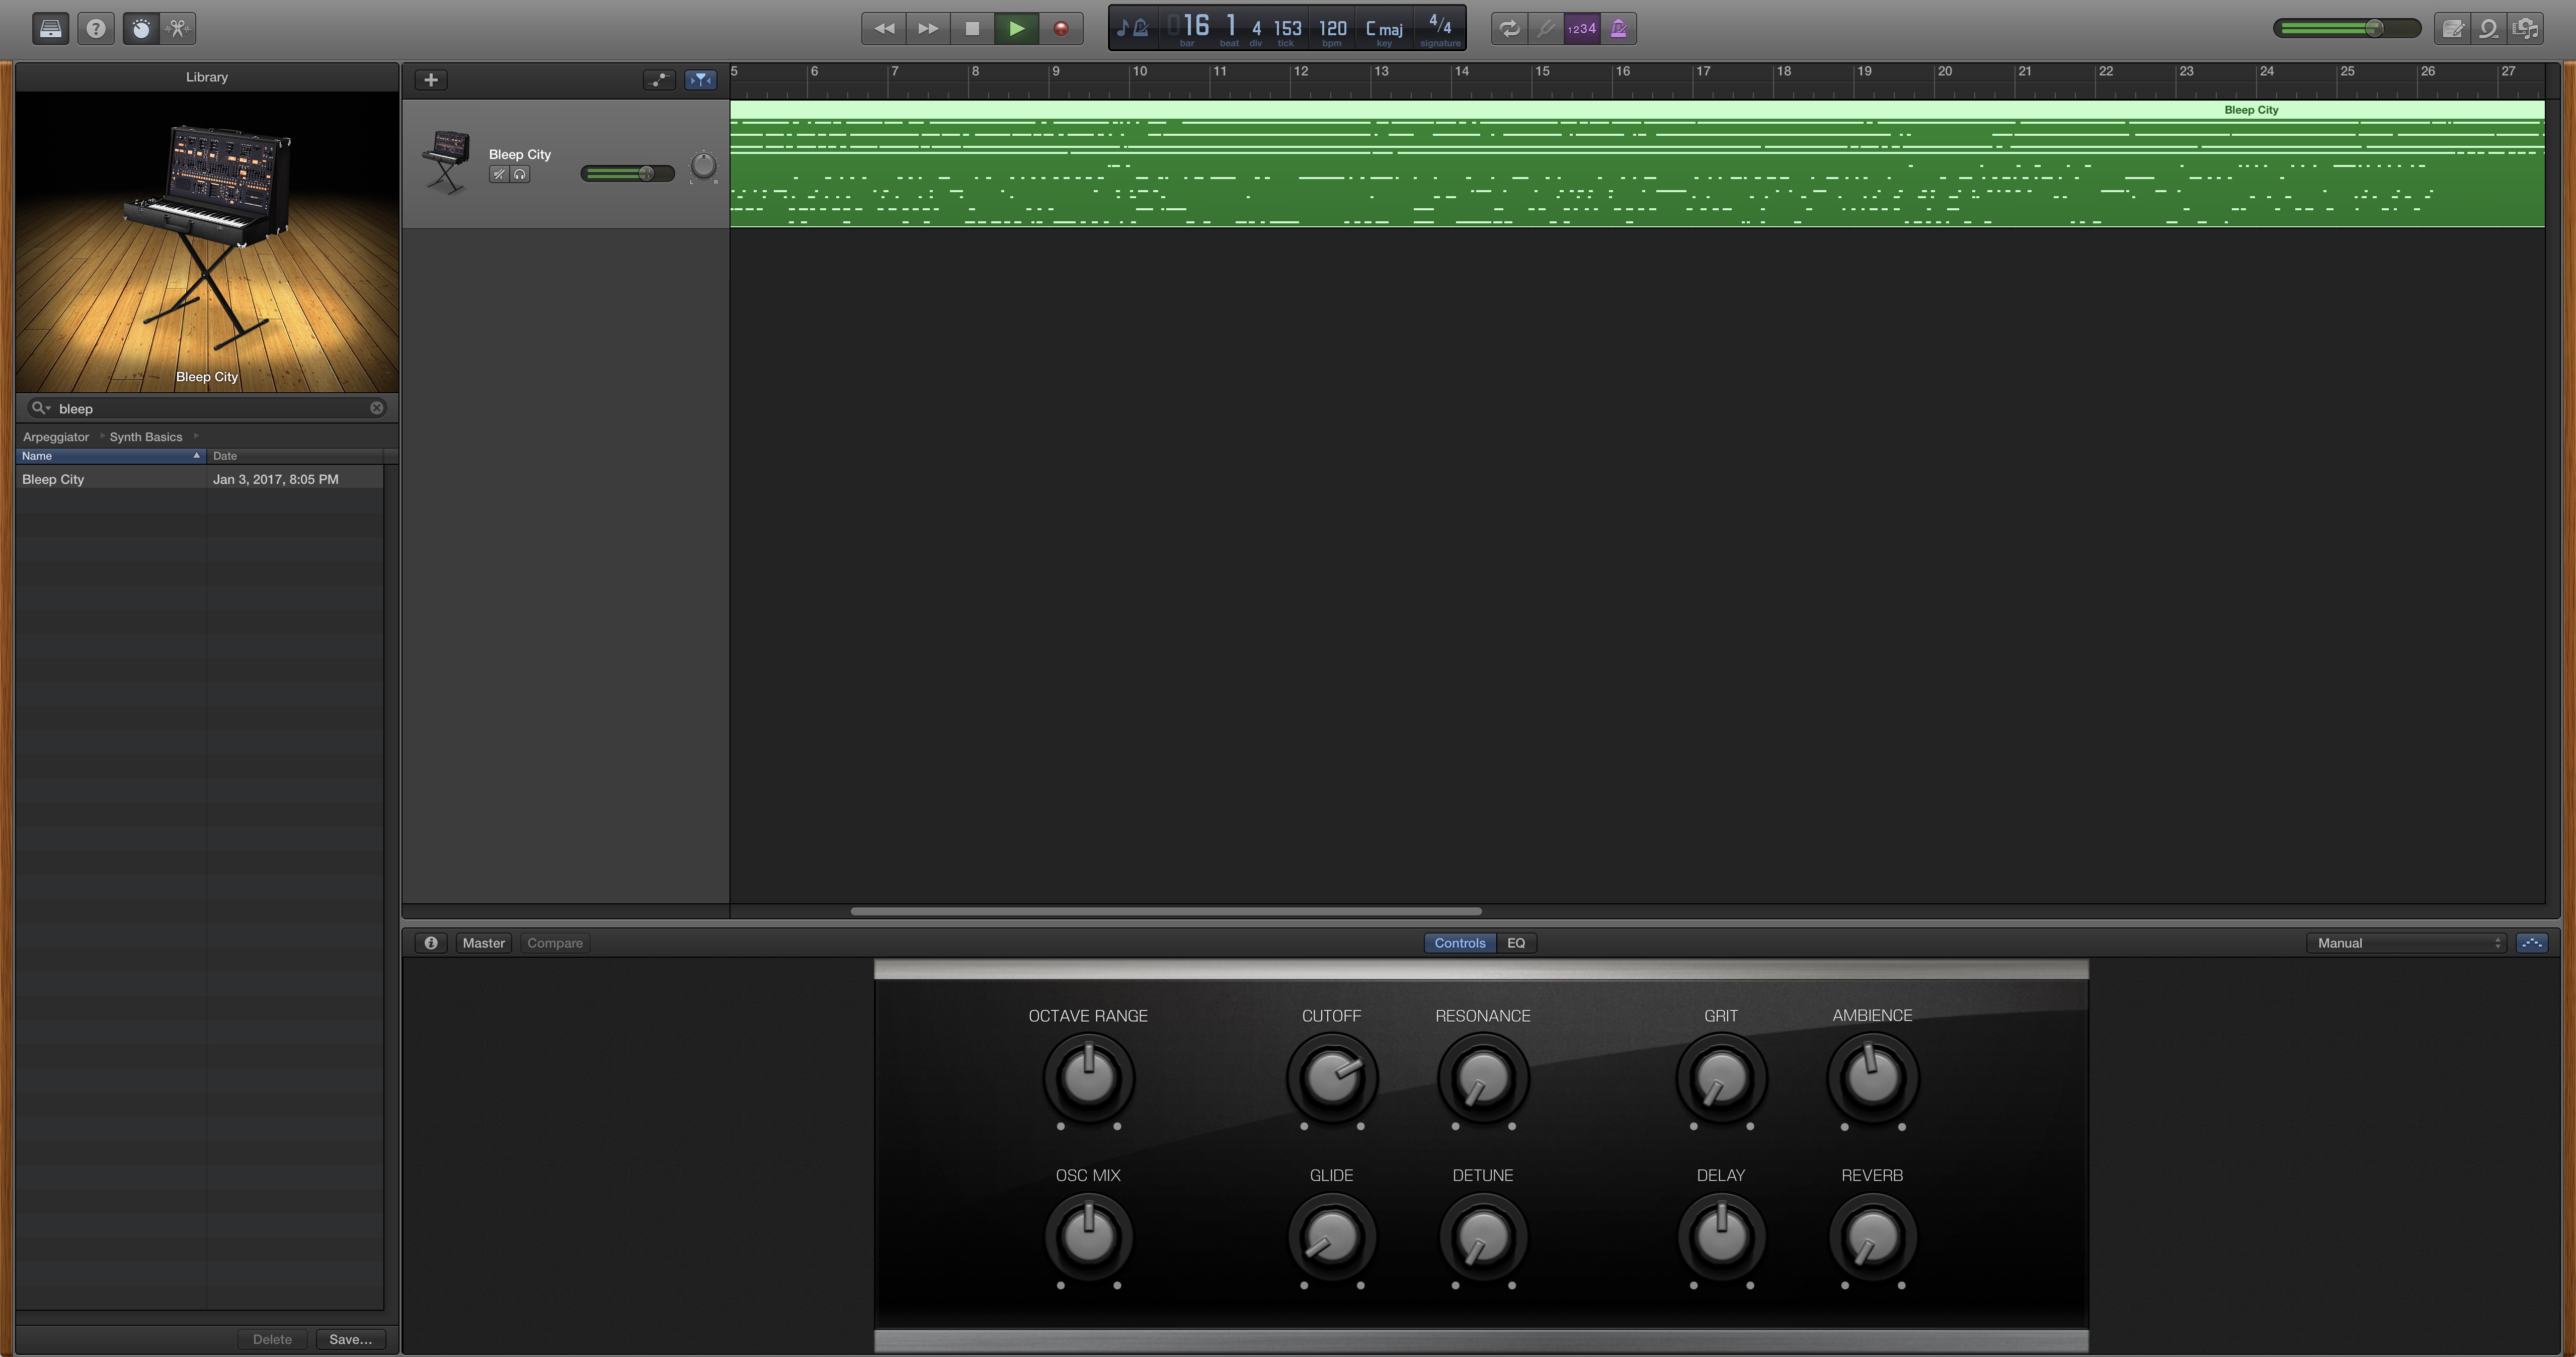 016 1 4 153 120 C maj 4/4
bar beat div tick bpm key signature
1234
Library
5 6 7 8 9 10 11 12 13 14 15 16 17 18 19 20 21 22 23 24 25 26 27
Bleep City
Bleep City
L R
Bleep City
bleep
Arpeggiator Synth Basics
Name Date
Bleep City Jan 3, 2017, 8:05 PM
Master Compare Controls EQ Manual
OCTAVE RANGE CUTOFF RESONANCE GRIT AMBIENCE
OSC MIX GLIDE DETUNE DELAY REVERB
Delete Save...